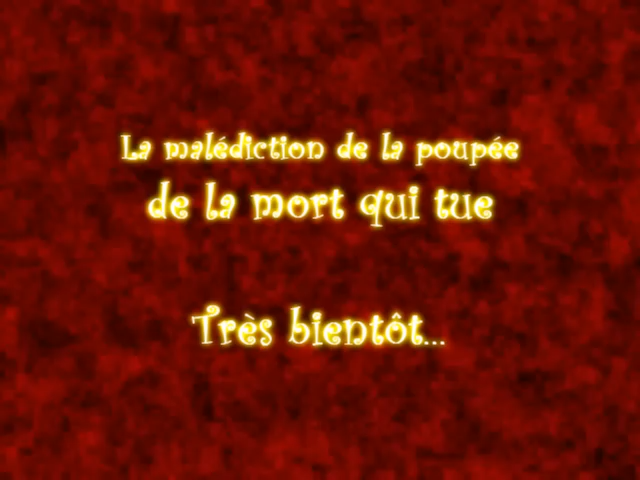 La malédiction de la poupée
de la mort qui tue
Très bientôt...